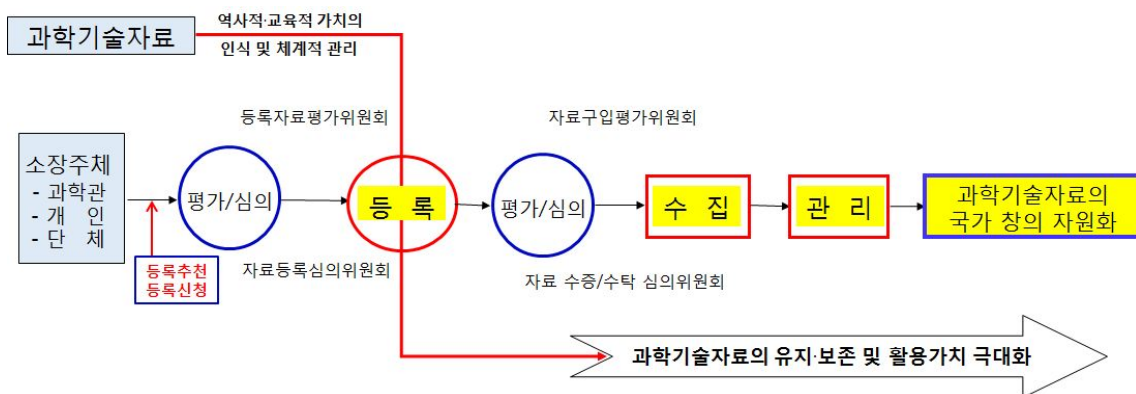 과학기술자료
역사적·교육적 가치의
인식 및 체계적 관리
등록자료평가위원회
자료구입평가위원회
소장주체
- 과학관
- 개 인
- 단 체
평가/심의
등 록
평가/심의
수 집
관 리
과학기술자료의
국가 창의 자원화
등록추천
등록신청
자료등록심의위원회
자료 수증/수탁 심의위원회
과학기술자료의 유지·보존 및 활용가치 극대화